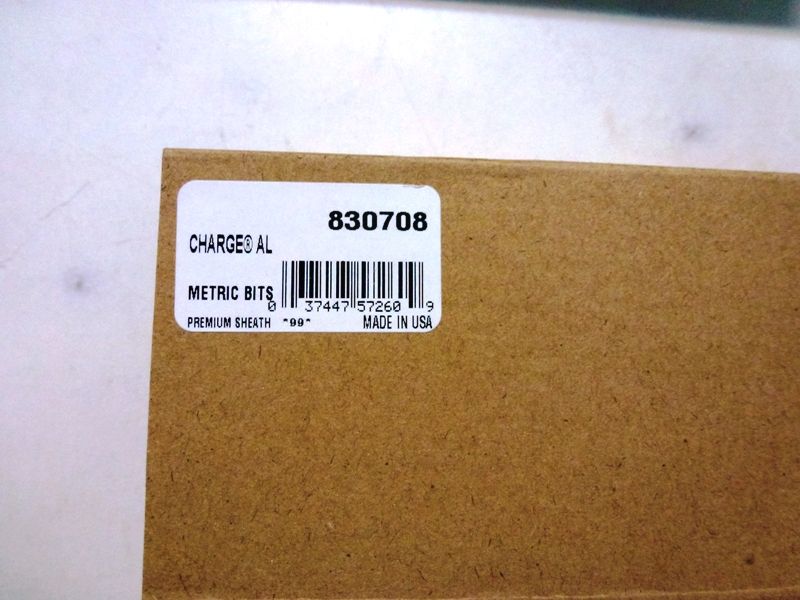 830708
CHARGE® AL
METRIC BITS
0 37447 57260 9
PREMIUM SHEATH *99* MADE IN USA